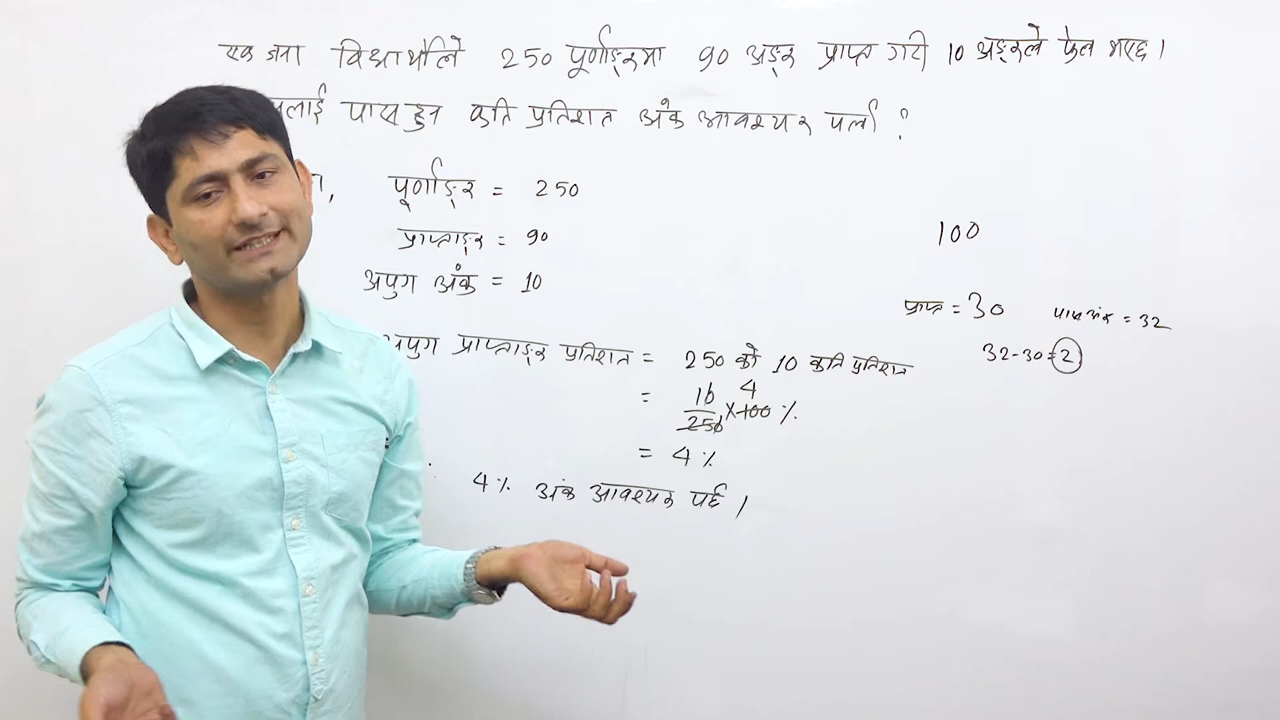 एक जना विद्यार्थीले 250 पूर्णाङ्कमा 90 अङ्क प्राप्त गरी 10 अङ्कले फेल भएछ ।
लाई पास हुन कति प्रतिशत अंक आवश्यक पर्ला ?
पूर्णाङ्क = 250
100
प्राप्ताङ्क = 90
अपुग अंक = 10
प्राप्त = 30 पास अंक = 32
32-30=2
अपुग प्राप्ताङ्क प्रतिशत = 250 को 10 कति प्रतिशत
= 10/250 × 100 % 4
= 4 %
4 % अंक आवश्यक पर्छ ।